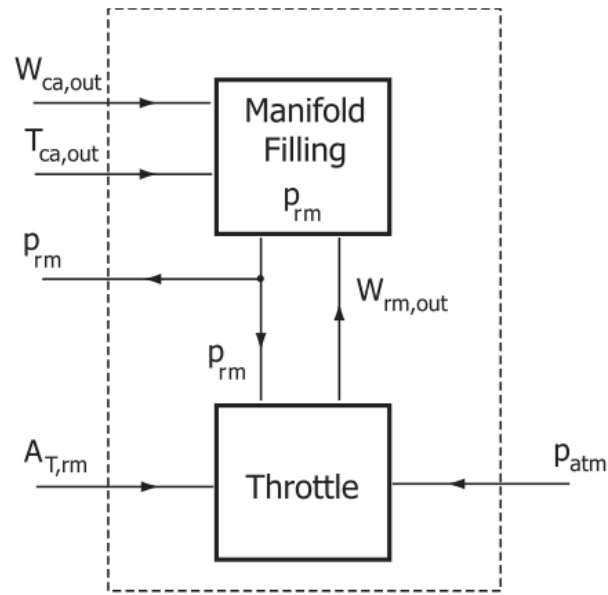 W_ca,out
T_ca,out
Manifold
Filling
p_rm
p_rm
W_rm,out
p_rm
A_T,rm
Throttle
p_atm